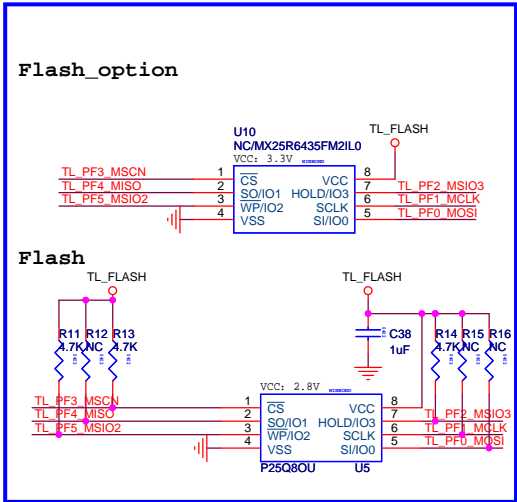 Flash_option
U10
NC/MX25R6435FM2IL0
TL_FLASH
VCC: 3.3V
TL_PF3_MSCN 1 CS VCC 8
TL_PF4_MISO 2 SO/IO1 HOLD/IO3 7 TL_PF2_MSIO3
TL_PF5_MSIO2 3 WP/IO2 SCLK 6 TL_PF1_MCLK
4 VSS SI/IO0 5 TL_PF0_MOSI
Flash
TL_FLASH TL_FLASH
R11 R12 R13 C38 R14 R15 R16
4.7K NC 4.7K 1uF 4.7K NC NC
VCC: 2.8V
TL_PF3_MSCN 1 CS VCC 8
TL_PF4_MISO 2 SO/IO1 HOLD/IO3 7 TL_PF2_MSIO3
TL_PF5_MSIO2 3 WP/IO2 SCLK 6 TL_PF1_MCLK
4 VSS SI/IO0 5 TL_PF0_MOSI
P25Q8OU U5